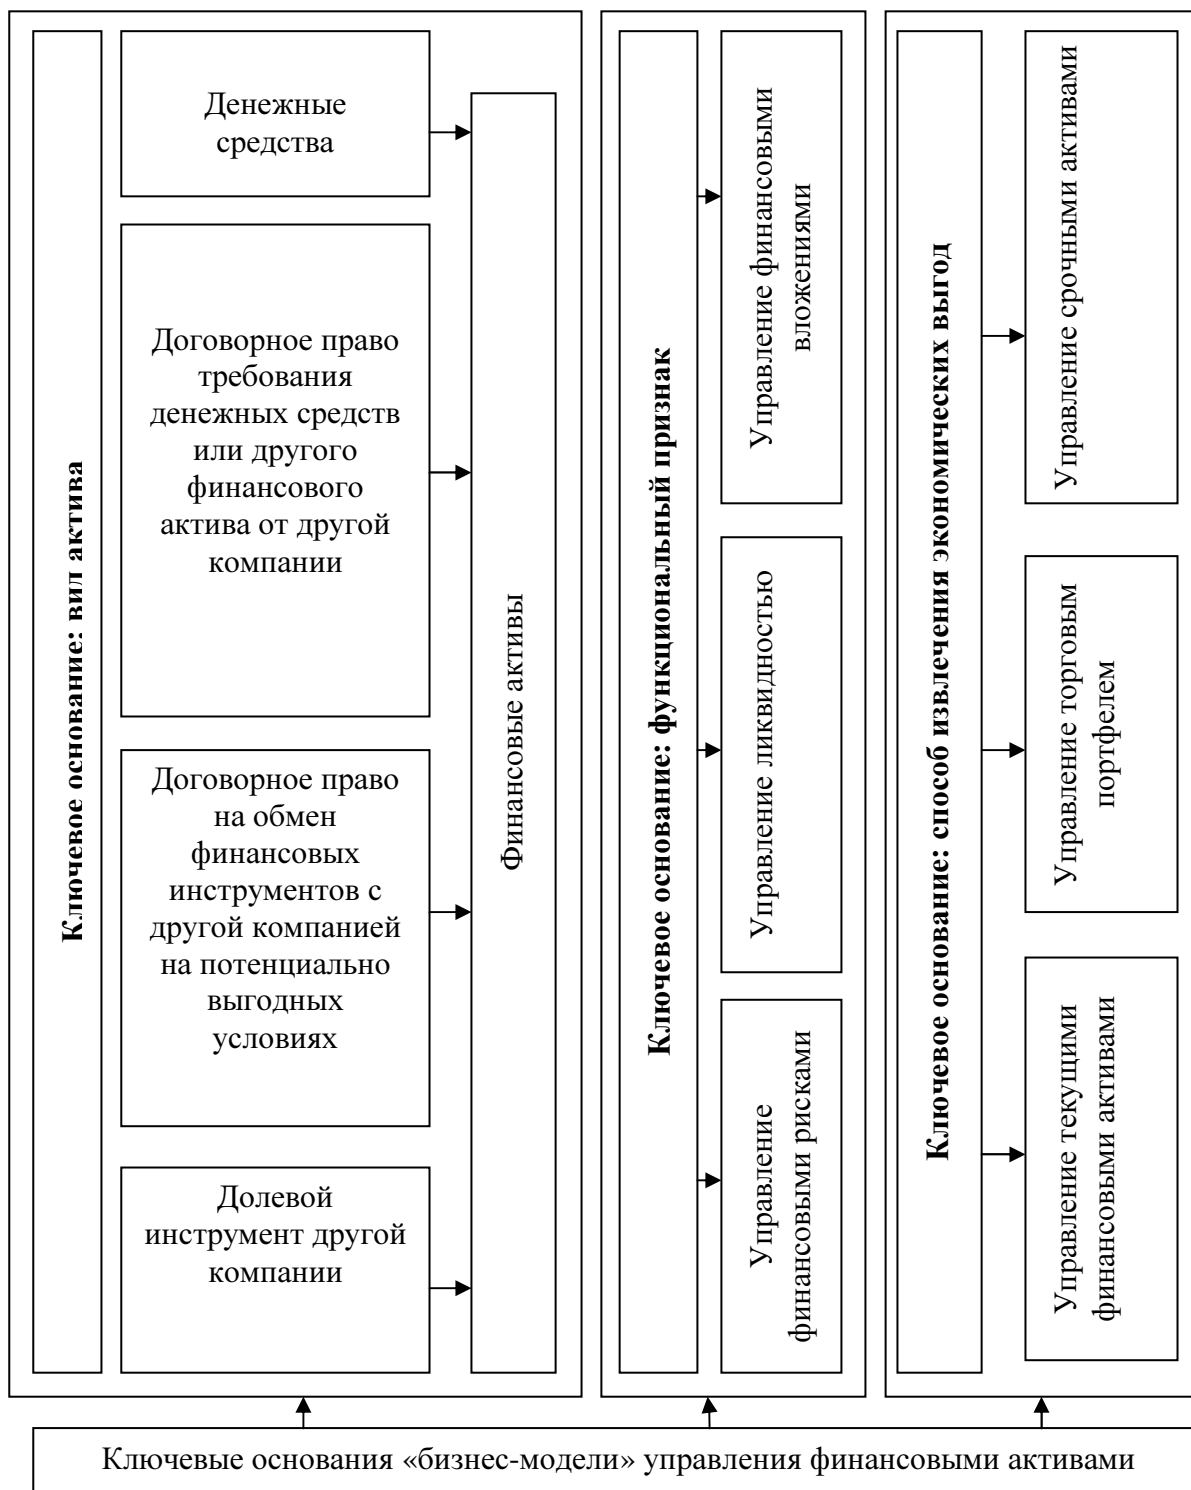 Ключевое основание: вид актива
Денежные
средства
Договорное право
требования
денежных средств
или другого
финансового
актива от другой
компании
Договорное право
на обмен
финансовых
инструментов с
другой компанией
на потенциально
выгодных
условиях
Долевой
инструмент другой
компании
Финансовые активы
Ключевое основание: функциональный признак
Управление финансовыми
вложениями
Управление ликвидностью
Управление
финансовыми рисками
Ключевое основание: способ извлечения экономических выгод
Управление срочными активами
Управление торговым
портфелем
Управление текущими
финансовыми активами
Ключевые основания «бизнес-модели» управления финансовыми активами